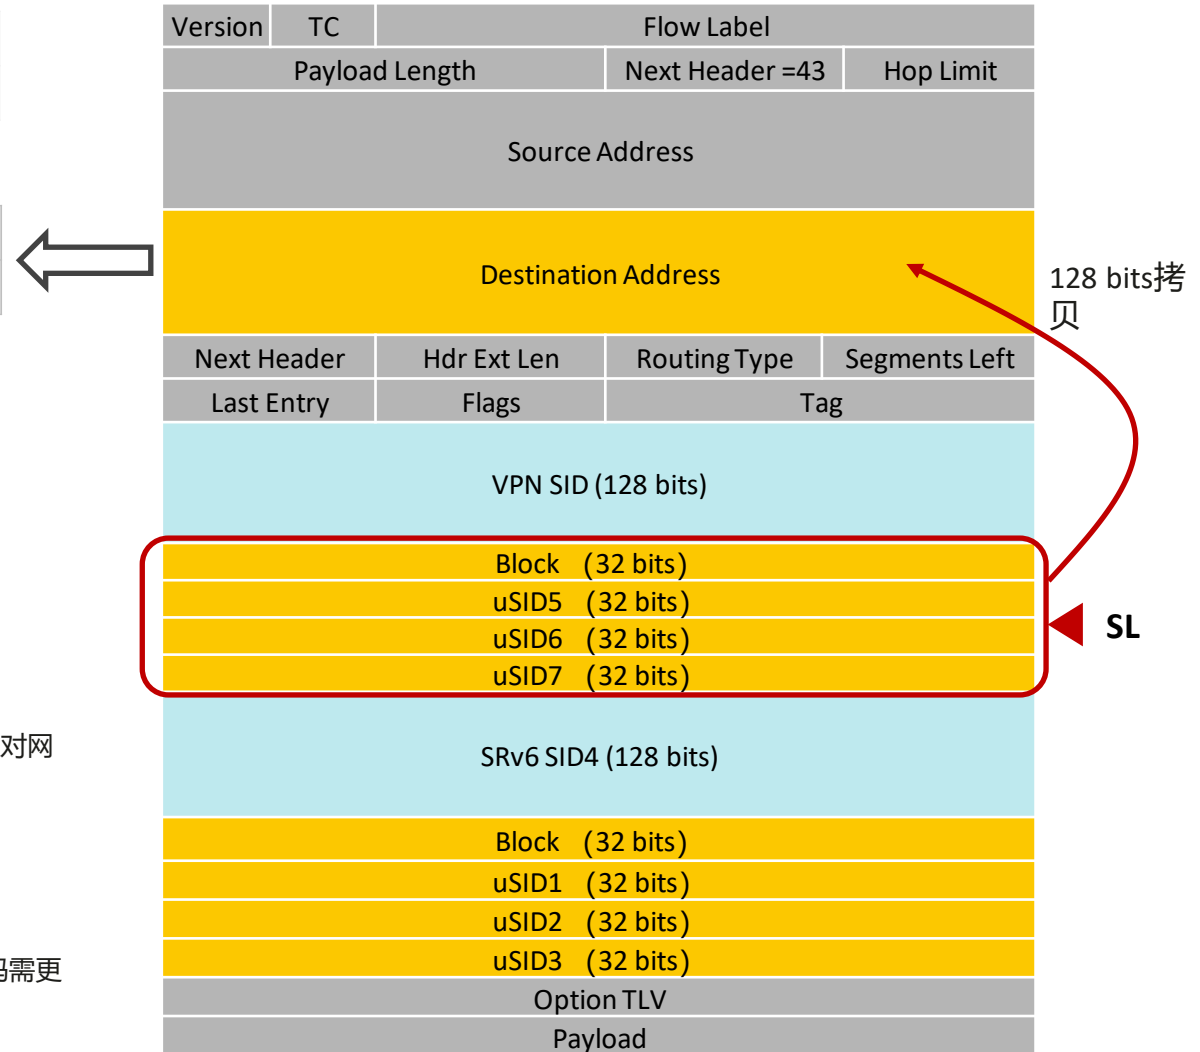 Version TC Flow Label
Payload Length Next Header =43 Hop Limit
Source Address
Destination Address
128 bits拷
贝
Next Header Hdr Ext Len Routing Type Segments Left
Last Entry Flags Tag
VPN SID (128 bits)
Block (32 bits)
uSID5 (32 bits)
uSID6 (32 bits)
uSID7 (32 bits)
SL
对网
SRv6 SID4 (128 bits)
Block (32 bits)
uSID1 (32 bits)
uSID2 (32 bits)
uSID3 (32 bits)
需更
Option TLV
Payload